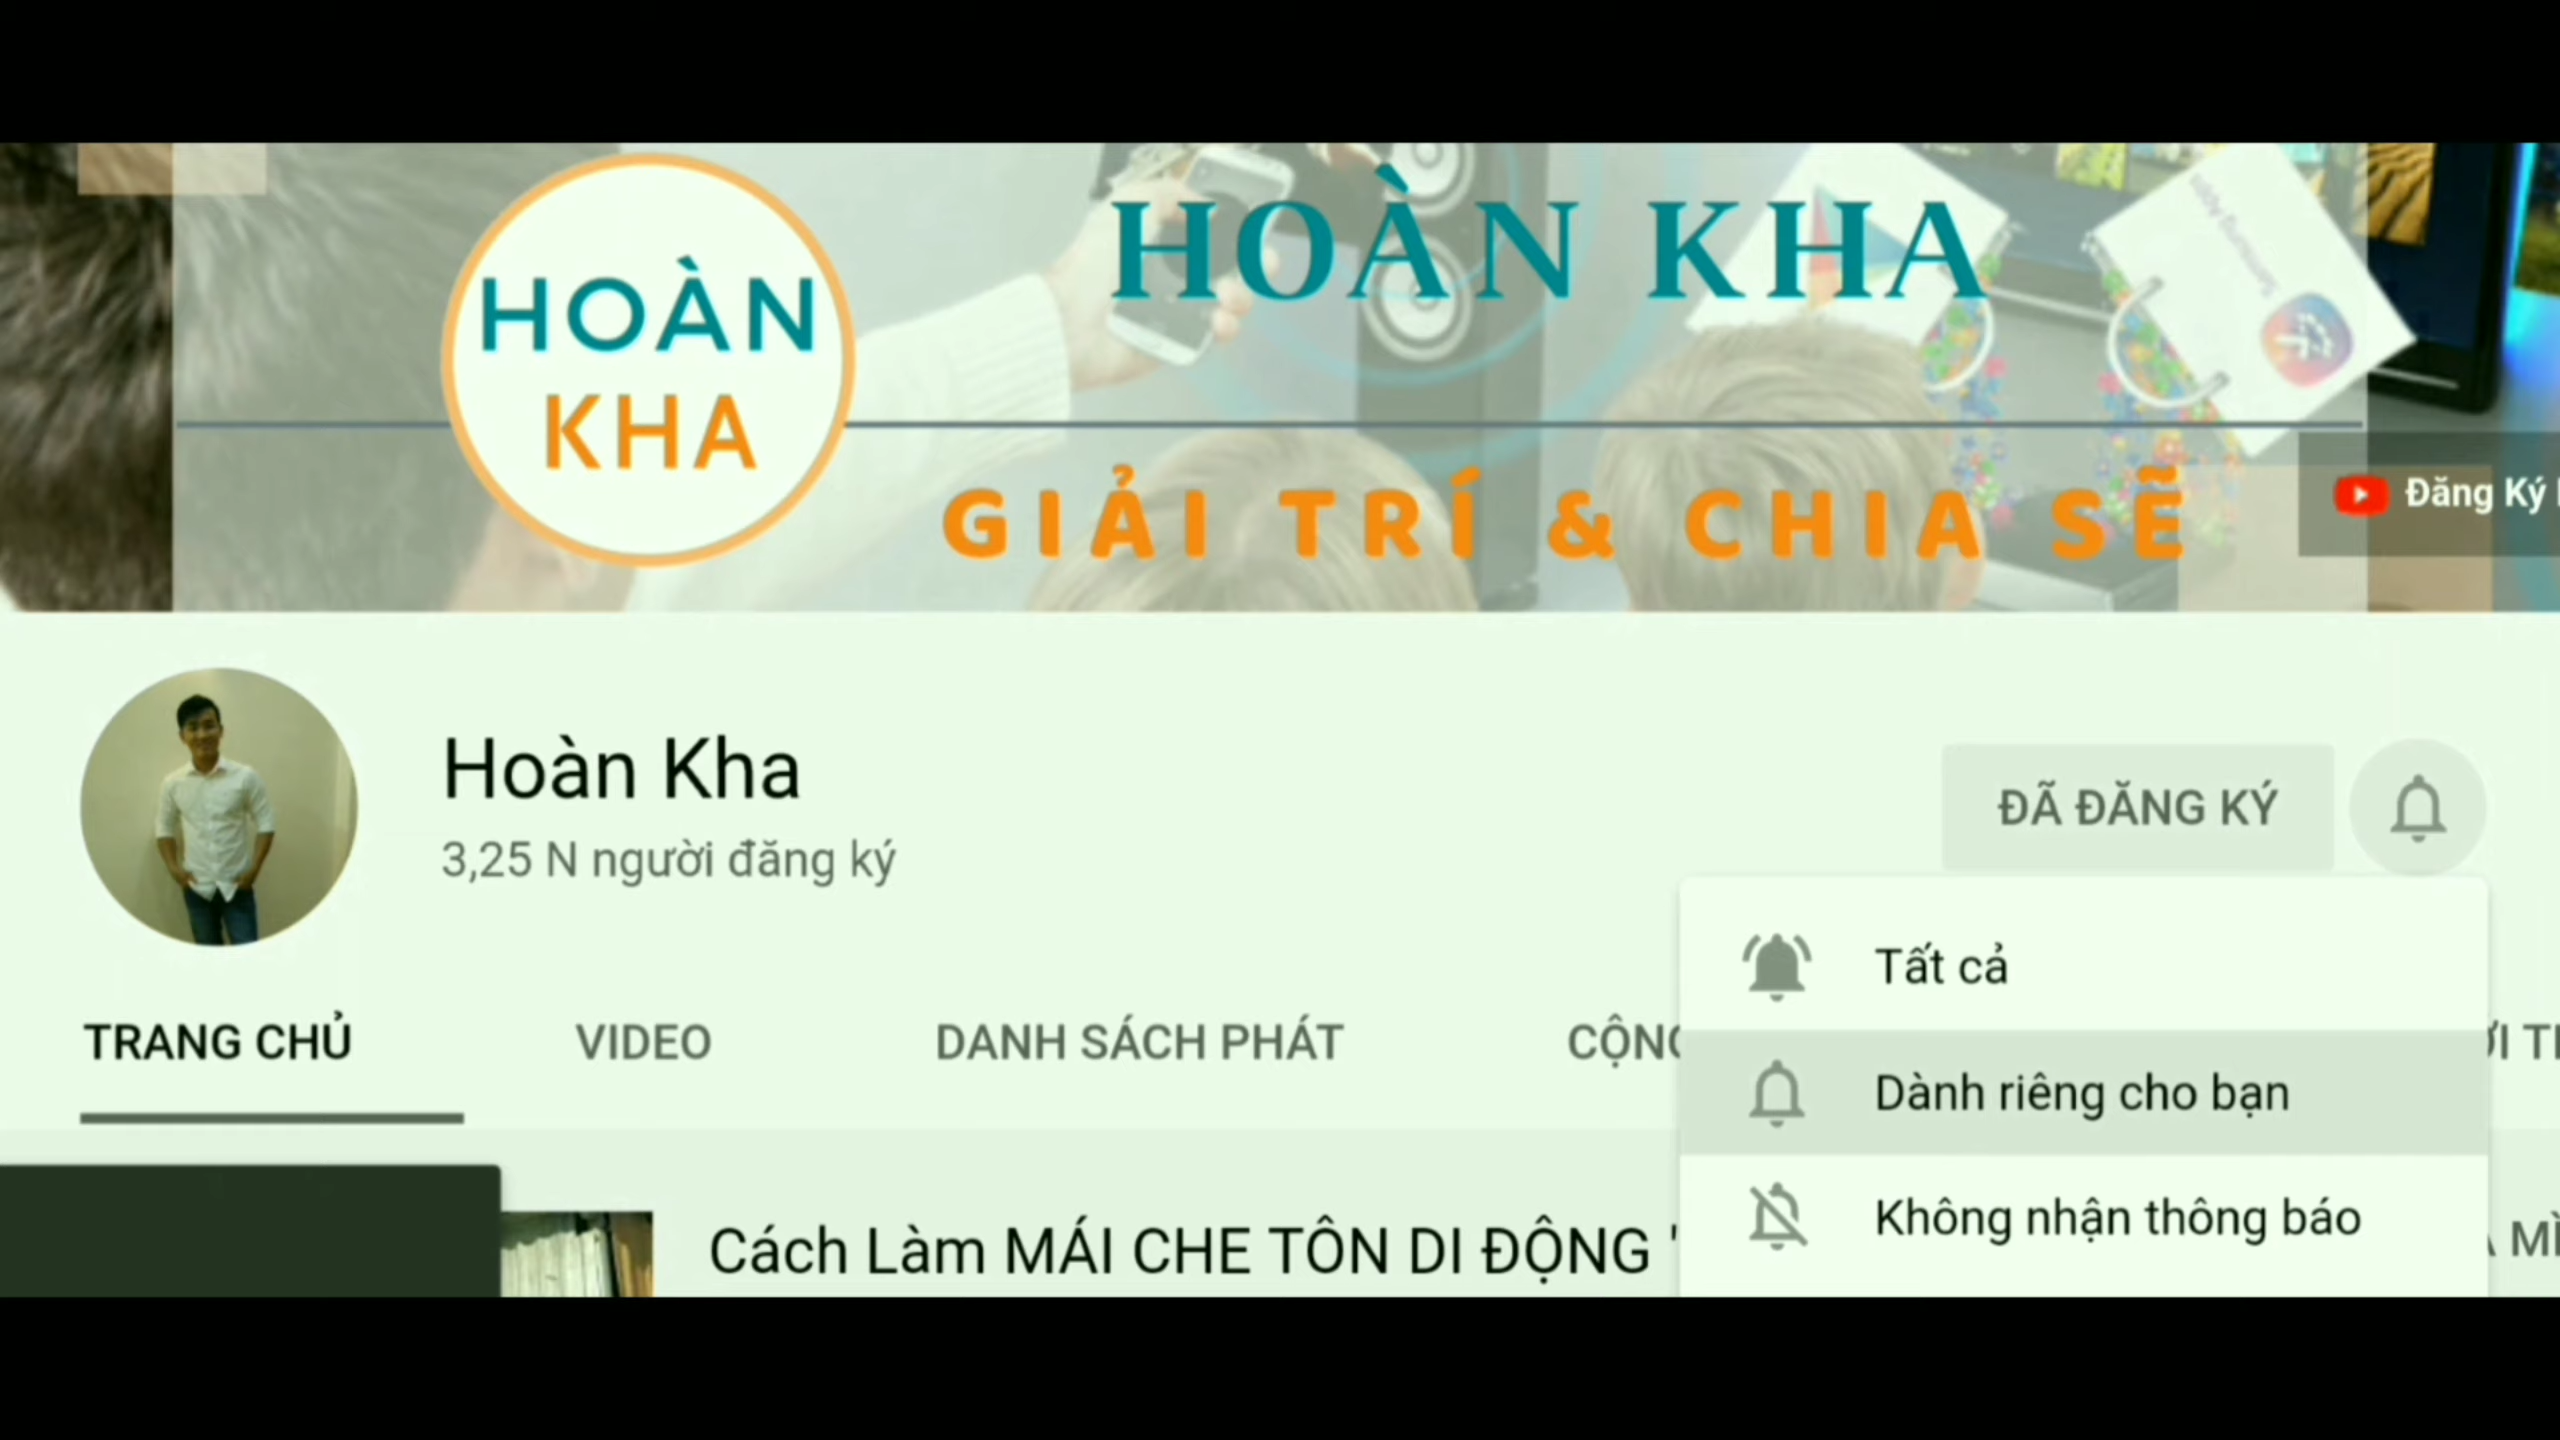 HOÀN
KHA
HOÀN KHA
GIẢI TRÍ & CHIA SẼ
Đăng Ký
Hoàn Kha
3,25 N người đăng ký
ĐÃ ĐĂNG KÝ
Tất cả
Dành riêng cho bạn
Không nhận thông báo
TRANG CHỦ VIDEO DANH SÁCH PHÁT
Cách Làm MÁI CHE TÔN DI ĐỘNG